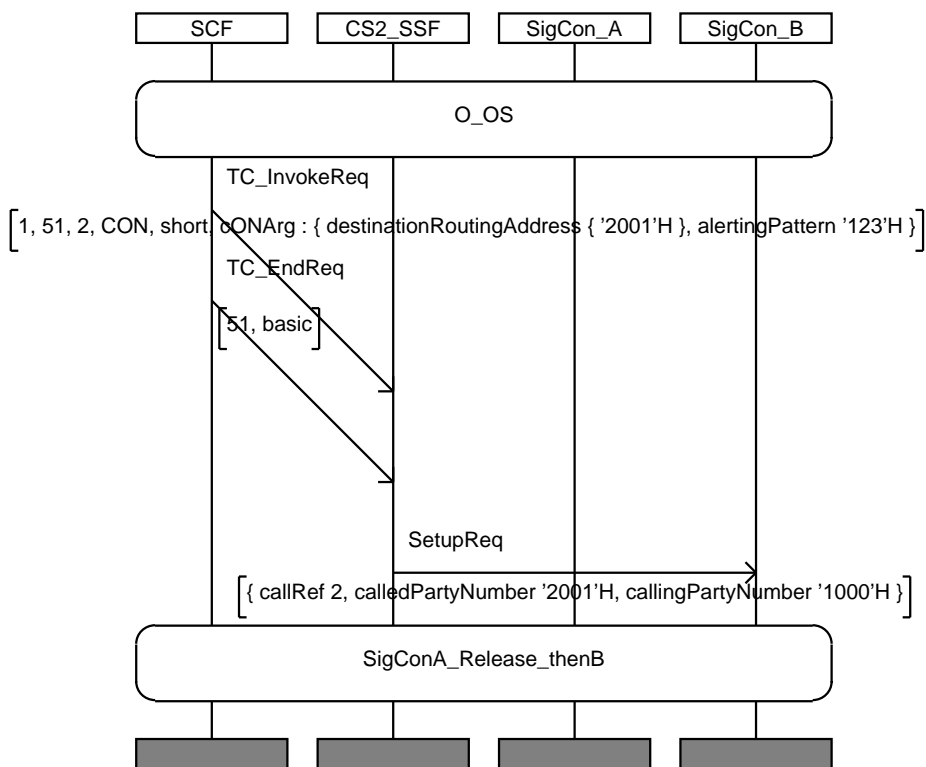 SCF
CS2_SSF
SigCon_A
SigCon_B
O_OS
TC_InvokeReq
1, 51, 2, CON, short, cONArg : { destinationRoutingAddress { '2001'H }, alertingPattern '123'H }
TC_EndReq
51, basic
SetupReq
{ callRef 2, calledPartyNumber '2001'H, callingPartyNumber '1000'H }
SigConA_Release_thenB